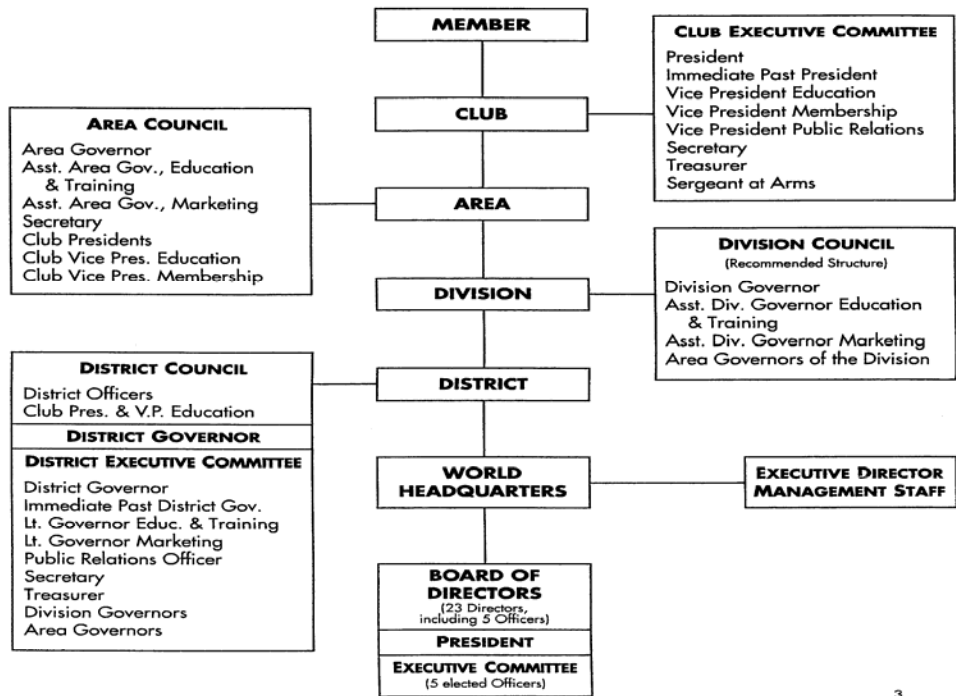 MEMBER
CLUB EXECUTIVE COMMITTEE
President
Immediate Past President
Vice President Education
Vice President Membership
Vice President Public Relations
Secretary
Treasurer
Sergeant at Arms
CLUB
AREA COUNCIL
Area Governor
Asst. Area Gov., Education
& Training
Asst. Area Gov., Marketing
Secretary
Club Presidents
Club Vice Pres. Education
Club Vice Pres. Membership
AREA
DIVISION COUNCIL
(Recommended Structure)
Division Governor
Asst. Div. Governor Education
& Training
Asst. Div. Governor Marketing
Area Governors of the Division
DIVISION
DISTRICT COUNCIL
District Officers
Club Pres. & V.P. Education
DISTRICT GOVERNOR
DISTRICT EXECUTIVE COMMITTEE
District Governor
Immediate Past District Gov.
Lt. Governor Educ. & Training
Lt. Governor Marketing
Public Relations Officer
Secretary
Treasurer
Division Governors
Area Governors
DISTRICT
WORLD
HEADQUARTERS
EXECUTIVE DIRECTOR
MANAGEMENT STAFF
BOARD OF
DIRECTORS
(23 Directors,
including 5 Officers)
PRESIDENT
EXECUTIVE COMMITTEE
(5 elected Officers)
3